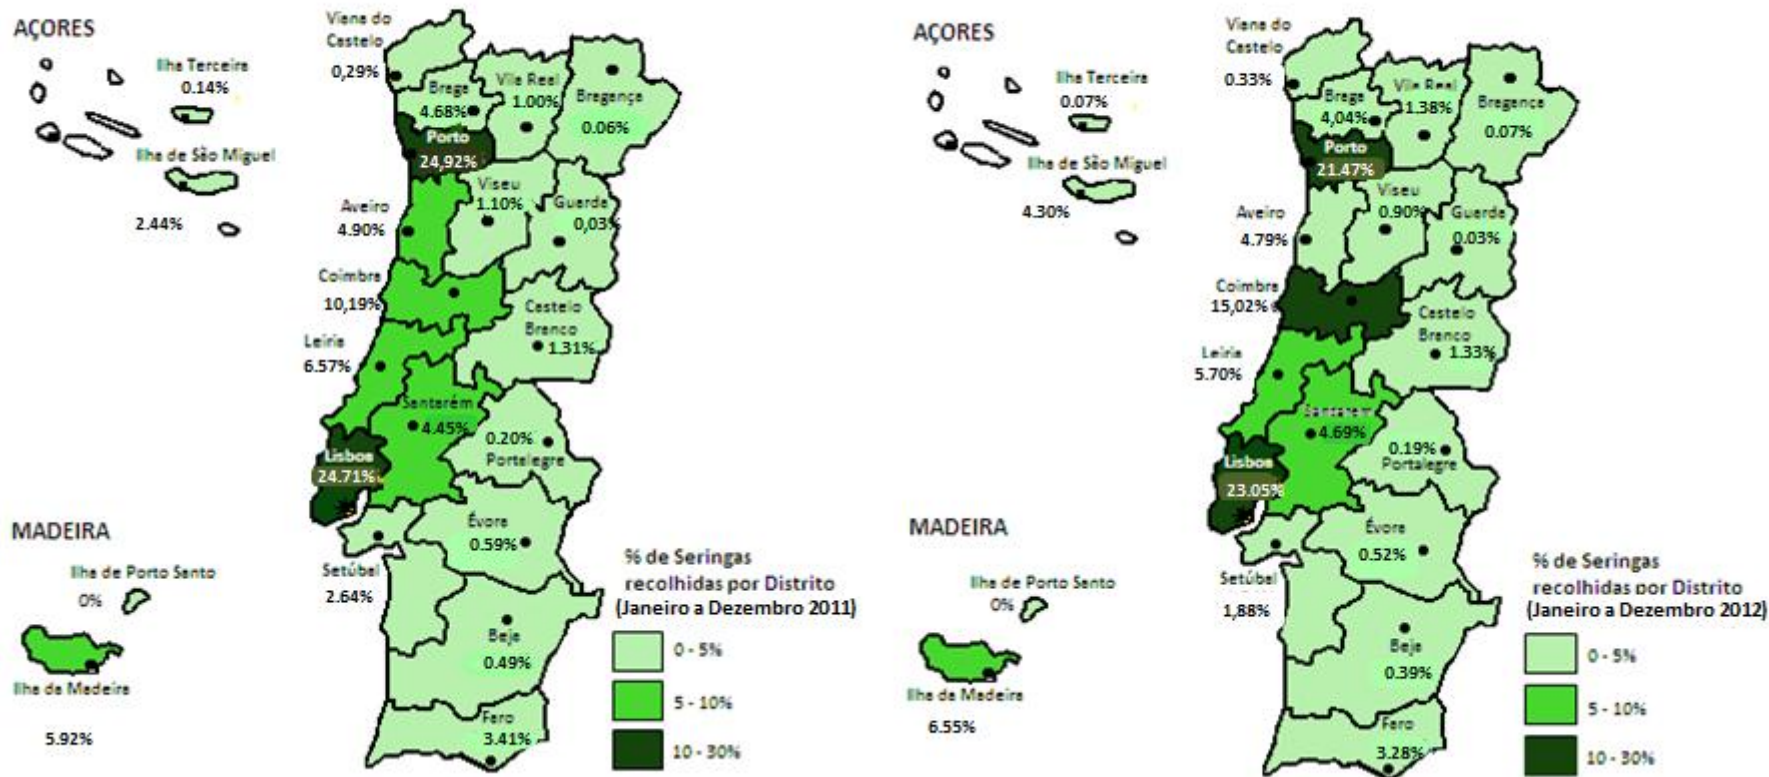 AÇORES
Ilha Terceira
0.14%
Ilha de São Miguel
2.44%
MADEIRA
Ilha de Porto Santo
0%
Ilha da Madeira
5.92%
Viana do
Castelo
0,29%
Braga
4.68%
Vila Real
1.00%
Bragança
0.06%
Porto
24,92%
Viseu
1.10%
Guarda
0,03%
Aveiro
4.90%
Coimbra
10,19%
Castelo
Branco
1.31%
Leiria
6.57%
Santarém
4.45%
0.20%
Portalegre
Lisboa
24.71%
Évora
0.59%
Setúbal
2.64%
Beja
0.49%
Faro
3.41%
% de Seringas
recolhidas por Distrito
(Janeiro a Dezembro 2011)
0 - 5%
5 - 10%
10 - 30%
AÇORES
Ilha Terceira
0.07%
Ilha de São Miguel
4.30%
MADEIRA
Ilha de Porto Santo
0%
Ilha da Madeira
6.55%
Viana do
Castelo
0.33%
Braga
4,04%
Vila Real
1.38%
Bragança
0.07%
Porto
21.47%
Viseu
0.90%
Guarda
0.03%
Aveiro
4.79%
Coimbra
15,02%
Castelo
Branco
1.33%
Leiria
5.70%
Santarém
4.69%
0.19%
Portalegre
Lisboa
23.05%
Évora
0.52%
Setúbal
1,88%
Beja
0.39%
Faro
3.28%
% de Seringas
recolhidas por Distrito
(Janeiro a Dezembro 2012)
0 - 5%
5 - 10%
10 - 30%